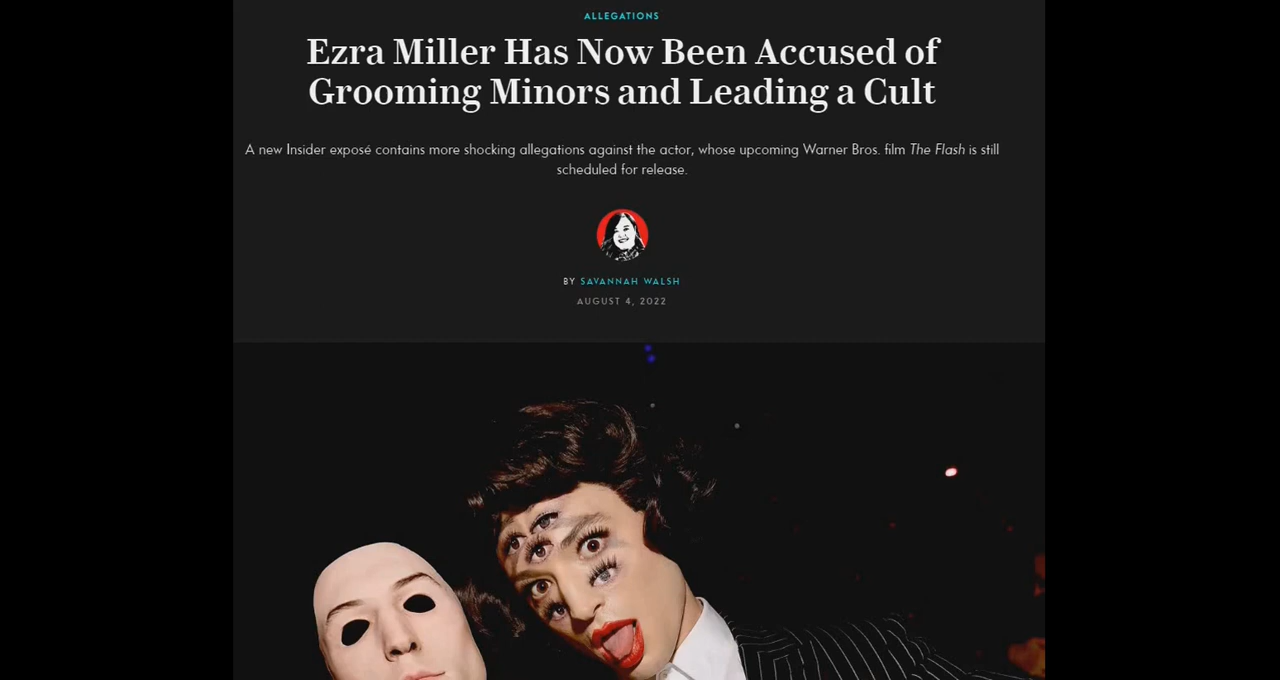 ALLEGATIONS
Ezra Miller Has Now Been Accused of
Grooming Minors and Leading a Cult
A new Insider exposé contains more shocking allegations against the actor, whose upcoming Warner Bros. film The Flash is still
scheduled for release.
BY SAVANNAH WALSH
AUGUST 4, 2022